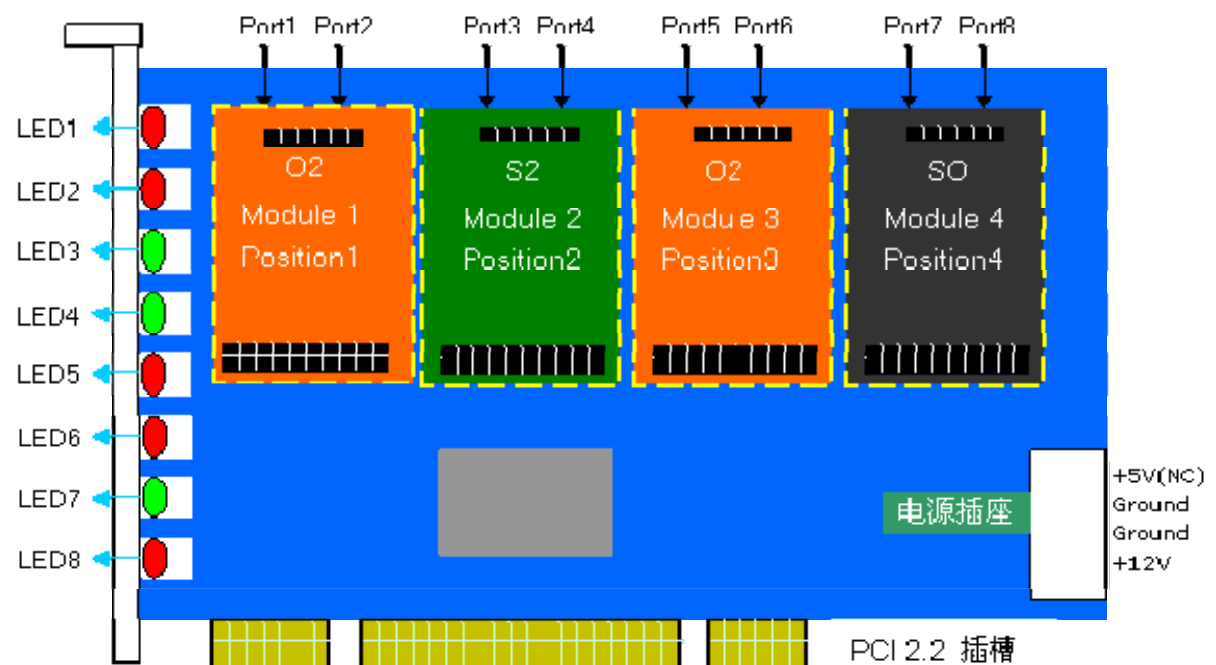 Port1 Port2 Port3 Port4 Port5 Port6 Port7 Port8
LED1
LED2
LED3
LED4
LED5
LED6
LED7
LED8
O2
Module 1
Position1
S2
Module 2
Position2
O2
Modu e 3
Position3
SO
Module 4
Position4
电源插座
+5V(NC)
Ground
Ground
+12V
PCI 2.2 插槽